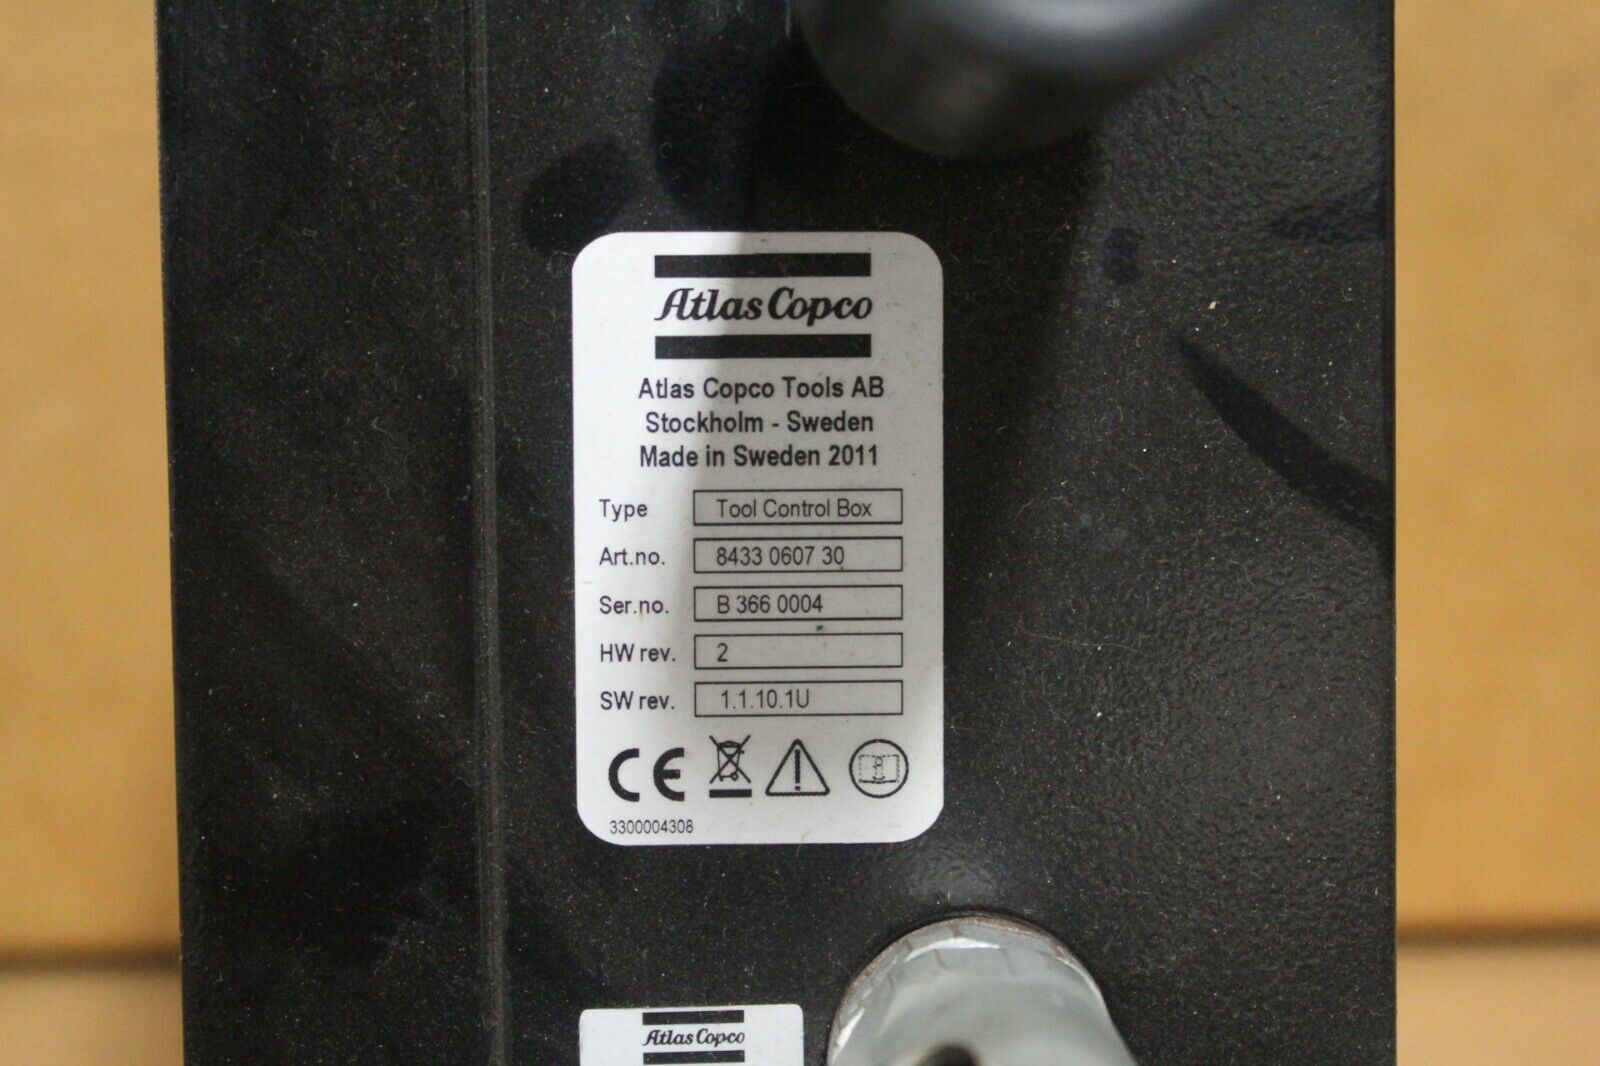 Atlas Copco
Atlas Copco Tools AB
Stockholm - Sweden
Made in Sweden 2011
Type Tool Control Box
Art.no. 8433 0607 30
Ser.no. B 366 0004
HW rev. 2
SW rev. 1.1.10.1U
CE
3300004308
Atlas Copco